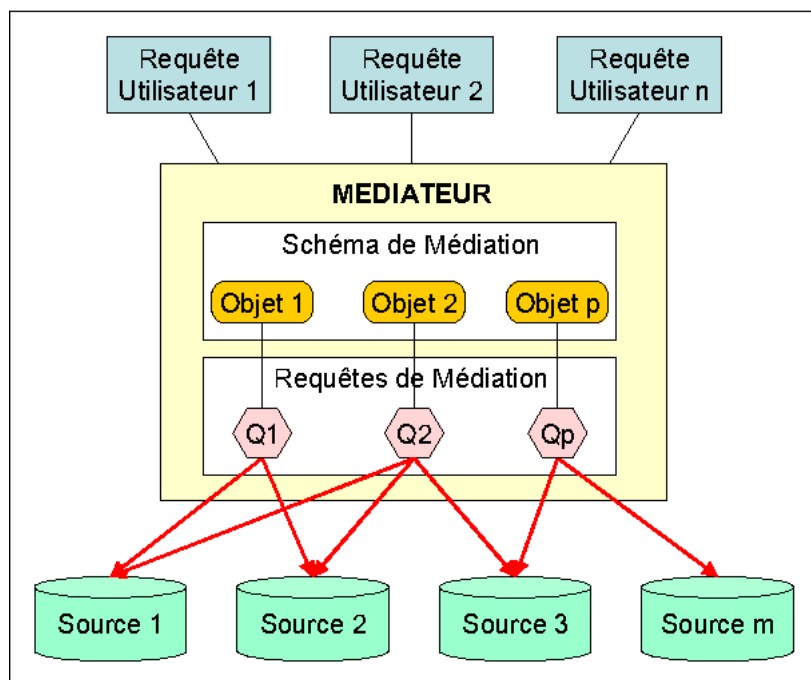 Requête
Utilisateur 1
Requête
Utilisateur 2
Requête
Utilisateur n
MEDIATEUR
Schéma de Médiation
Objet 1
Objet 2
Objet p
Requêtes de Médiation
Q1
Q2
Qp
Source 1
Source 2
Source 3
Source m